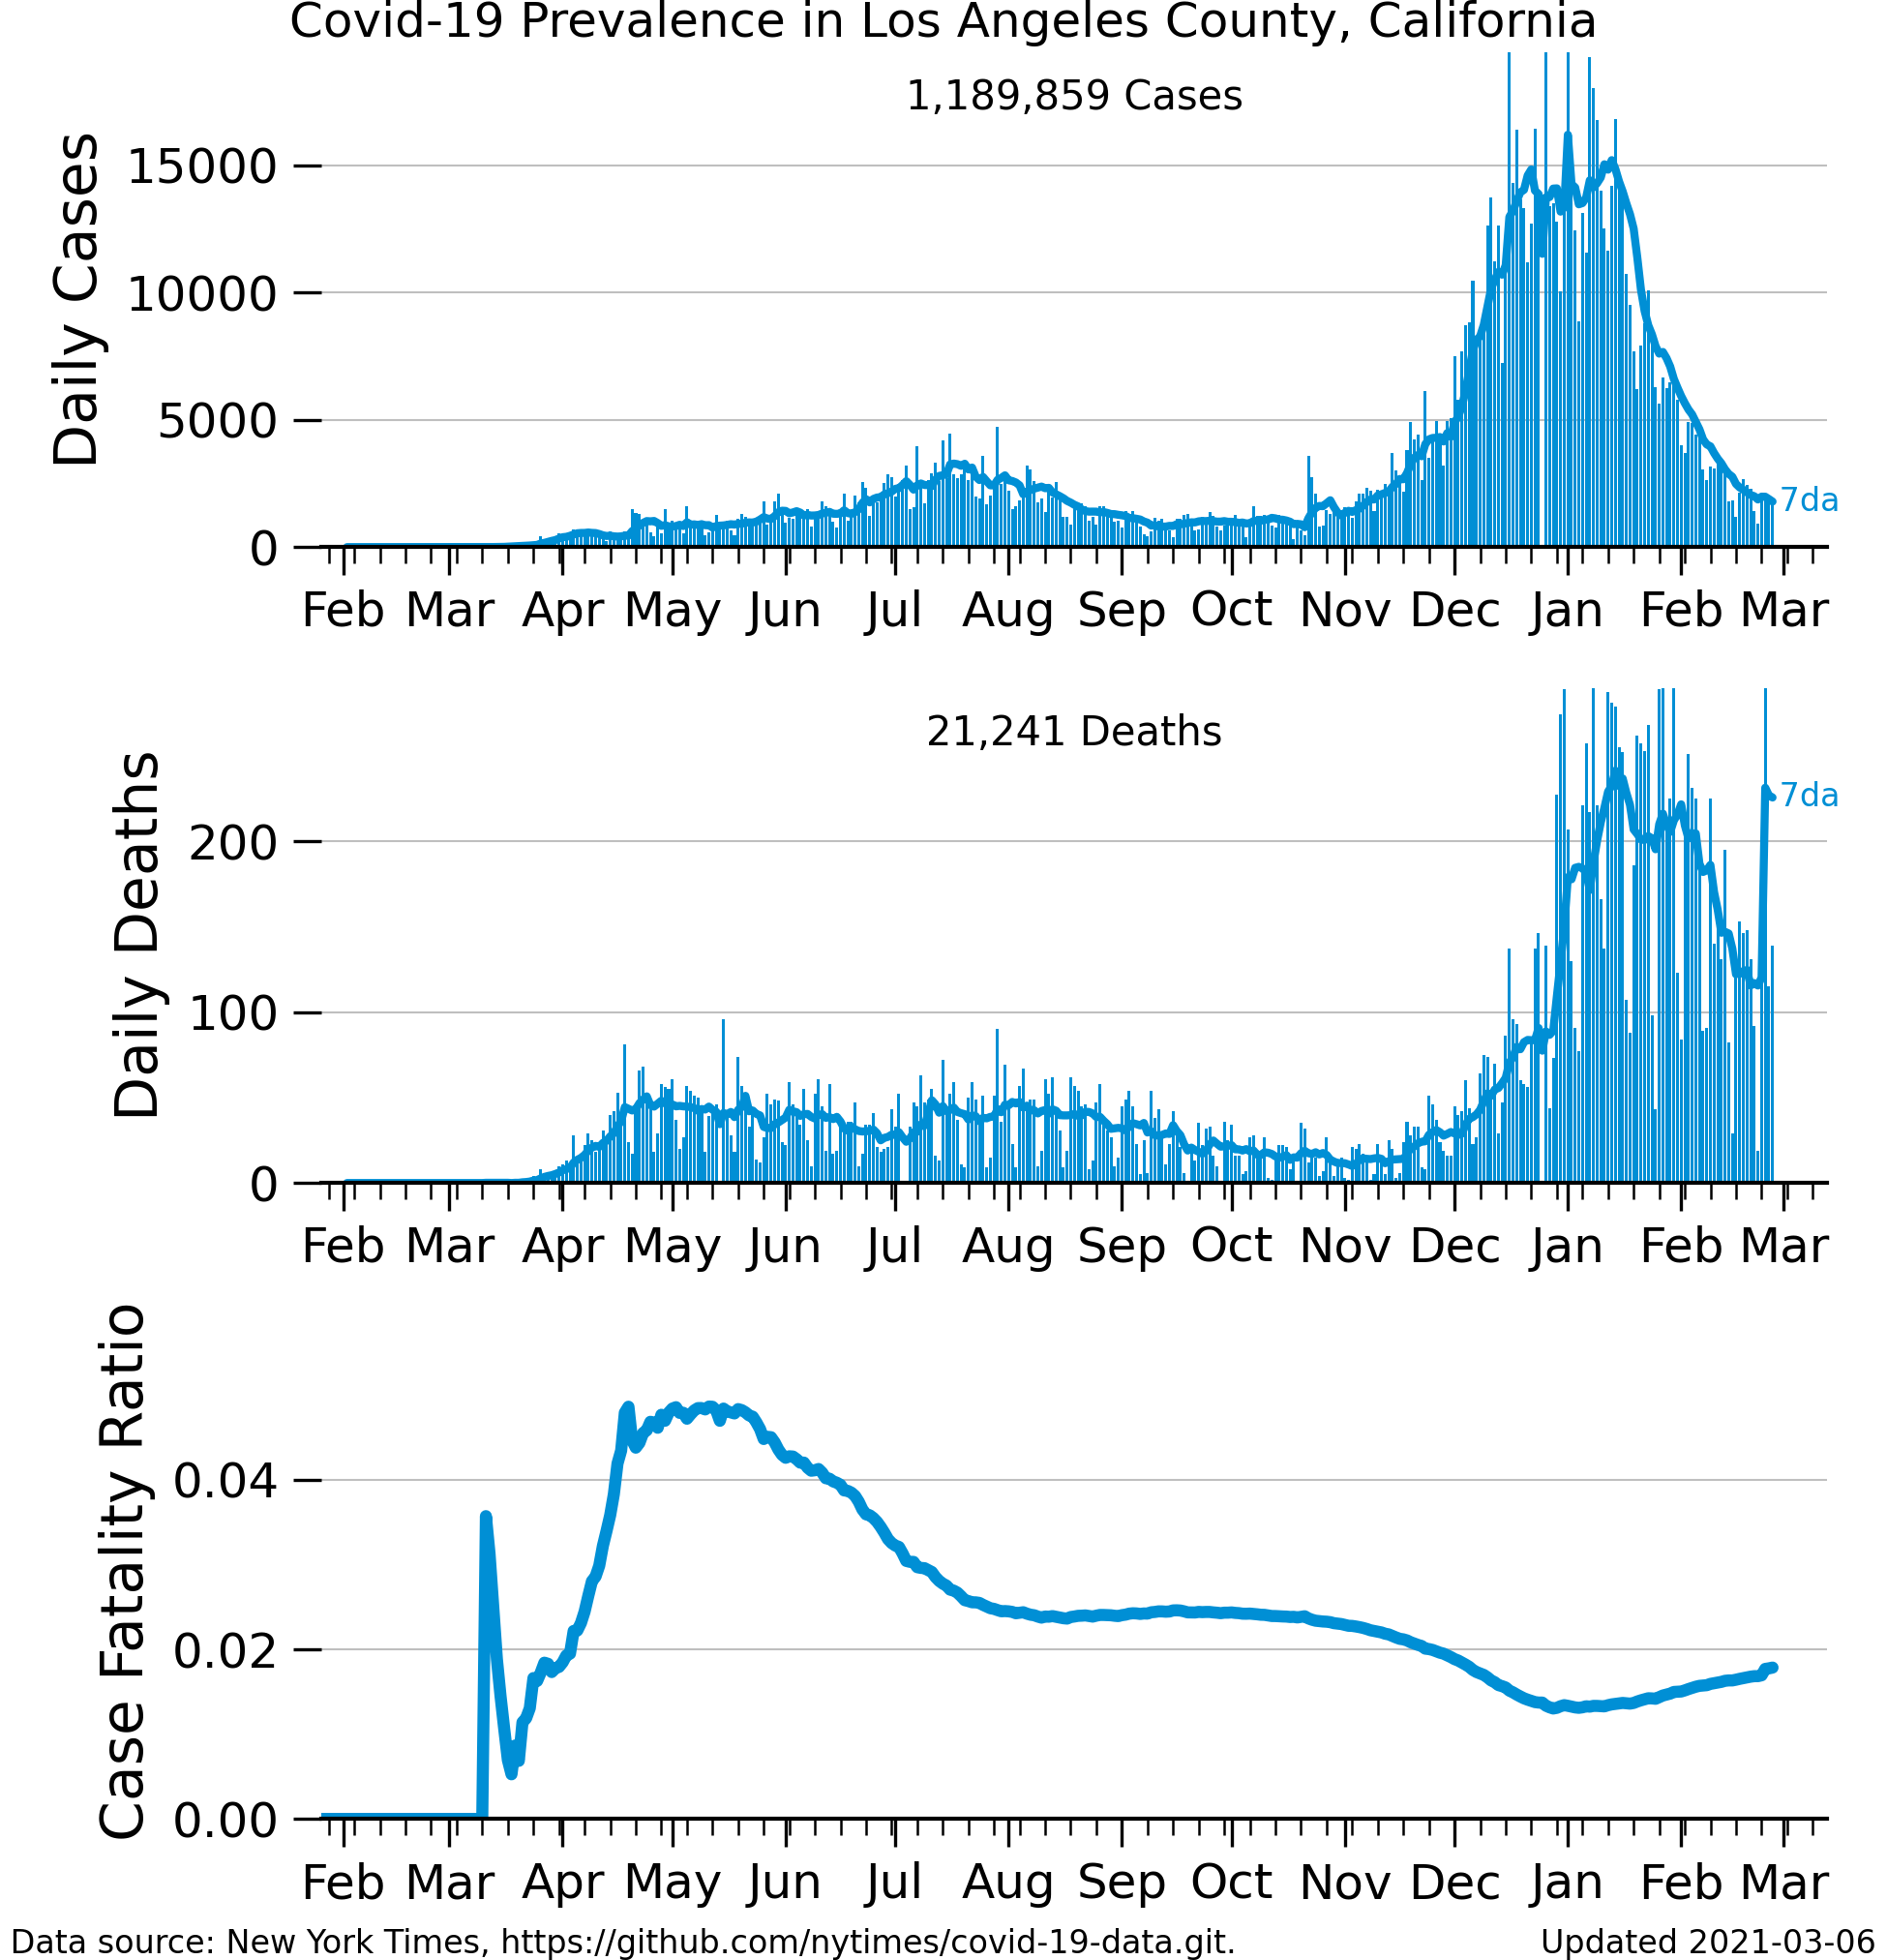 Covid-19 Prevalence in Los Angeles County, California
1,189,859 Cases
Daily Cases
15000
10000
5000
0
7da
Feb Mar Apr May Jun Jul Aug Sep Oct Nov Dec Jan Feb Mar
21,241 Deaths
Daily Deaths
7da
200
100
0
Feb Mar Apr May Jun Jul Aug Sep Oct Nov Dec Jan Feb Mar
Case Fatality Ratio
0.04
0.02
0.00
Feb Mar Apr May Jun Jul Aug Sep Oct Nov Dec Jan Feb Mar
Data source: New York Times, https://github.com/nytimes/covid-19-data.git. Updated 2021-03-06